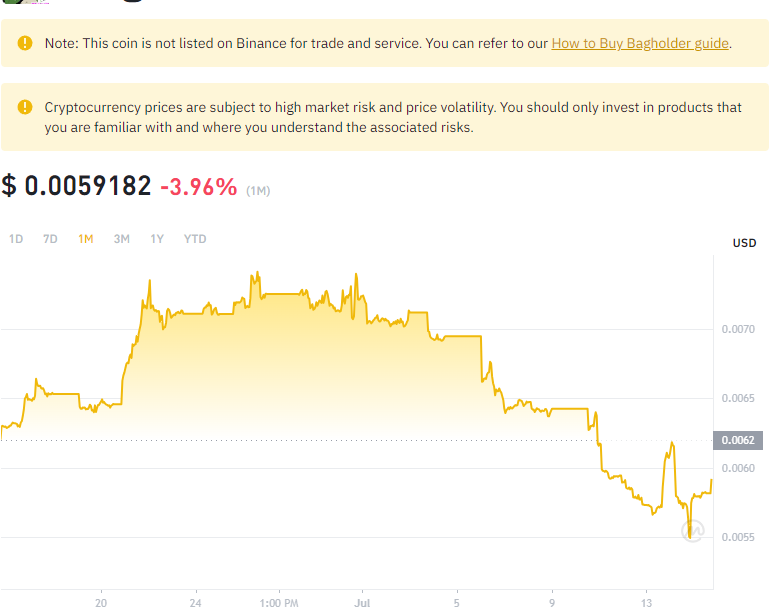 Note: This coin is not listed on Binance for trade and service. You can refer to our How to Buy Bagholder guide.
Cryptocurrency prices are subject to high market risk and price volatility. You should only invest in products that
you are familiar with and where you understand the associated risks.
$ 0.0059182 -3.96% (1M)
1D 7D 1M 3M 1Y YTD
USD
0.0070
0.0065
0.0062
0.0060
0.0055
20 24 1:00 PM Jul 5 9 13